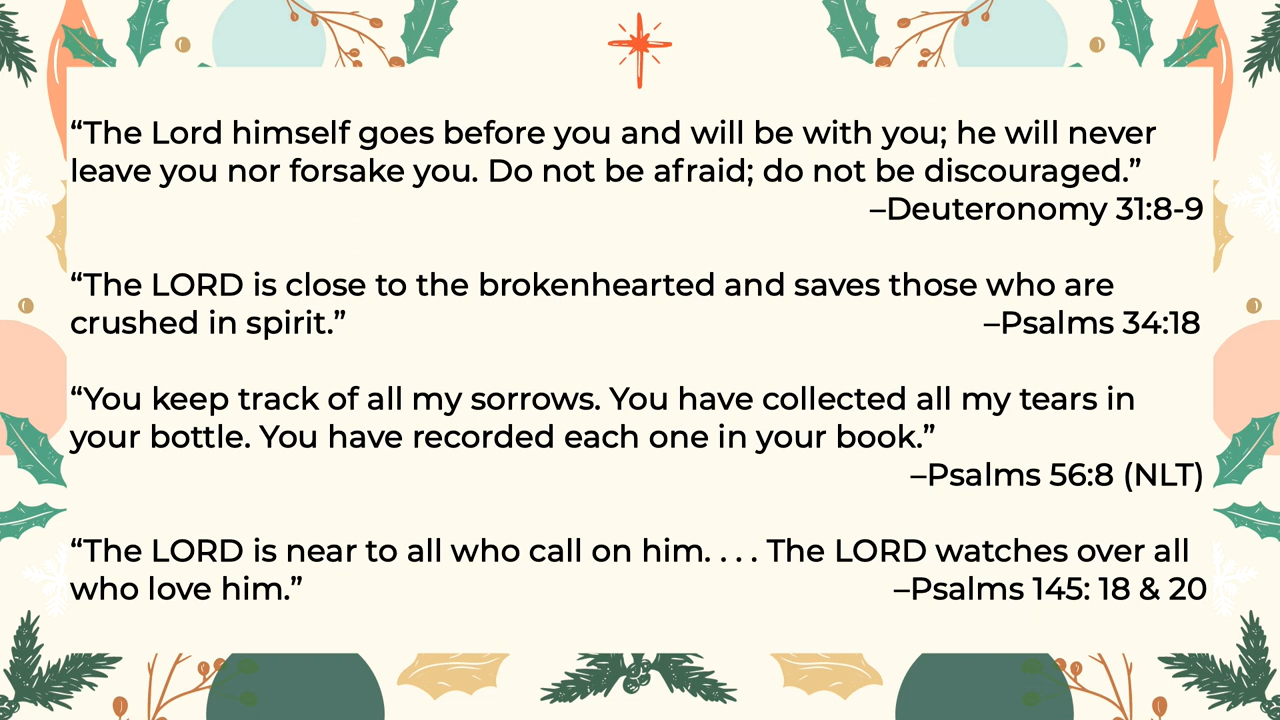 “The Lord himself goes before you and will be with you; he will never
leave you nor forsake you. Do not be afraid; do not be discouraged.”
–Deuteronomy 31:8-9
“The LORD is close to the brokenhearted and saves those who are
crushed in spirit.” –Psalms 34:18
“You keep track of all my sorrows. You have collected all my tears in
your bottle. You have recorded each one in your book.”
–Psalms 56:8 (NLT)
“The LORD is near to all who call on him. . . . The LORD watches over all
who love him.” –Psalms 145: 18 & 20